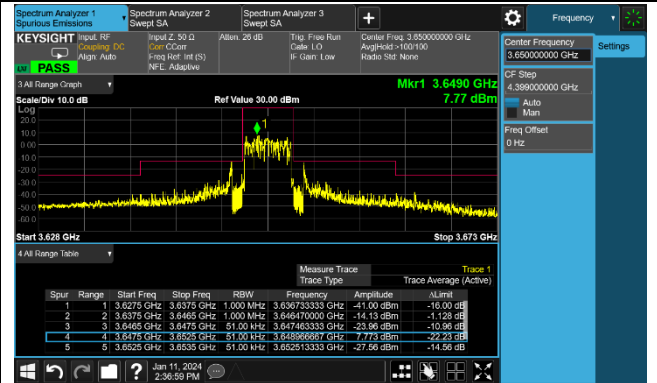 Spectrum Analyzer 1
Spurious Emissions
Spectrum Analyzer 2
Swept SA
Spectrum Analyzer 3
Swept SA
+
Frequency
KEYSIGHT
Input: RF
Coupling: DC
Align: Auto
Input Z: 50 Ω
Corr CCorr
Freq Ref: Int (S)
NFE: Adaptive
Atten: 26 dB
Trig: Free Run
Gate: LO
IF Gain: Low
Center Freq: 3.650000000 GHz
Avg|Hold:>100/100
Radio Std: None
PASS
Center Frequency
3.650000000 GHz
Settings
CF Step
4.399000000 GHz
Auto
Man
Freq Offset
0 Hz
3 All Range Graph
Mkr1 3.6490 GHz
7.77 dBm
Scale/Div 10.0 dB
Ref Value 30.00 dBm
Log
20.0
10.0
0.00
-10.0
-20.0
-30.0
-40.0
-50.0
-60.0
1
Start 3.628 GHz
Stop 3.673 GHz
4 All Range Table
Measure Trace Trace 1
Trace Type Trace Average (Active)
Spur Range Start Freq Stop Freq RBW Frequency Amplitude ΔLimit
1 1 3.6275 GHz 3.6375 GHz 1.000 MHz 3.636733333 GHz -41.00 dBm -16.00 dB
2 2 3.6375 GHz 3.6465 GHz 1.000 MHz 3.646470000 GHz -14.13 dBm -1.128 dB
3 3 3.6465 GHz 3.6475 GHz 51.00 kHz 3.647463333 GHz -23.96 dBm -10.96 dB
4 4 3.6475 GHz 3.6525 GHz 51.00 kHz 3.648966667 GHz 7.773 dBm -22.23 dB
5 5 3.6525 GHz 3.6535 GHz 51.00 kHz 3.652513333 GHz -27.56 dBm -14.56 dB
?
Jan 11, 2024
2:36:59 PM